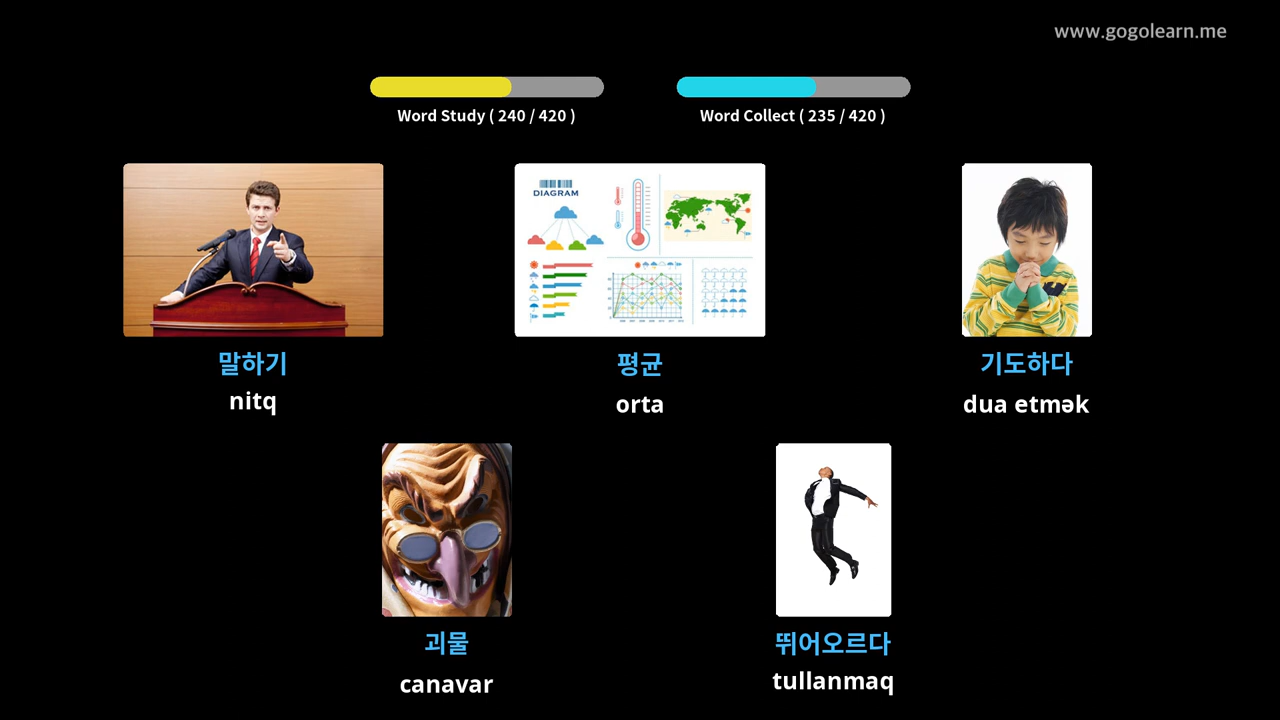 www.gogolearn.me
Word Study ( 240 / 420 )
Word Collect ( 235 / 420 )
DIAGRAM
말하기
nitq
평균
orta
기도하다
dua etmək
괴물
canavar
뛰어오르다
tullanmaq